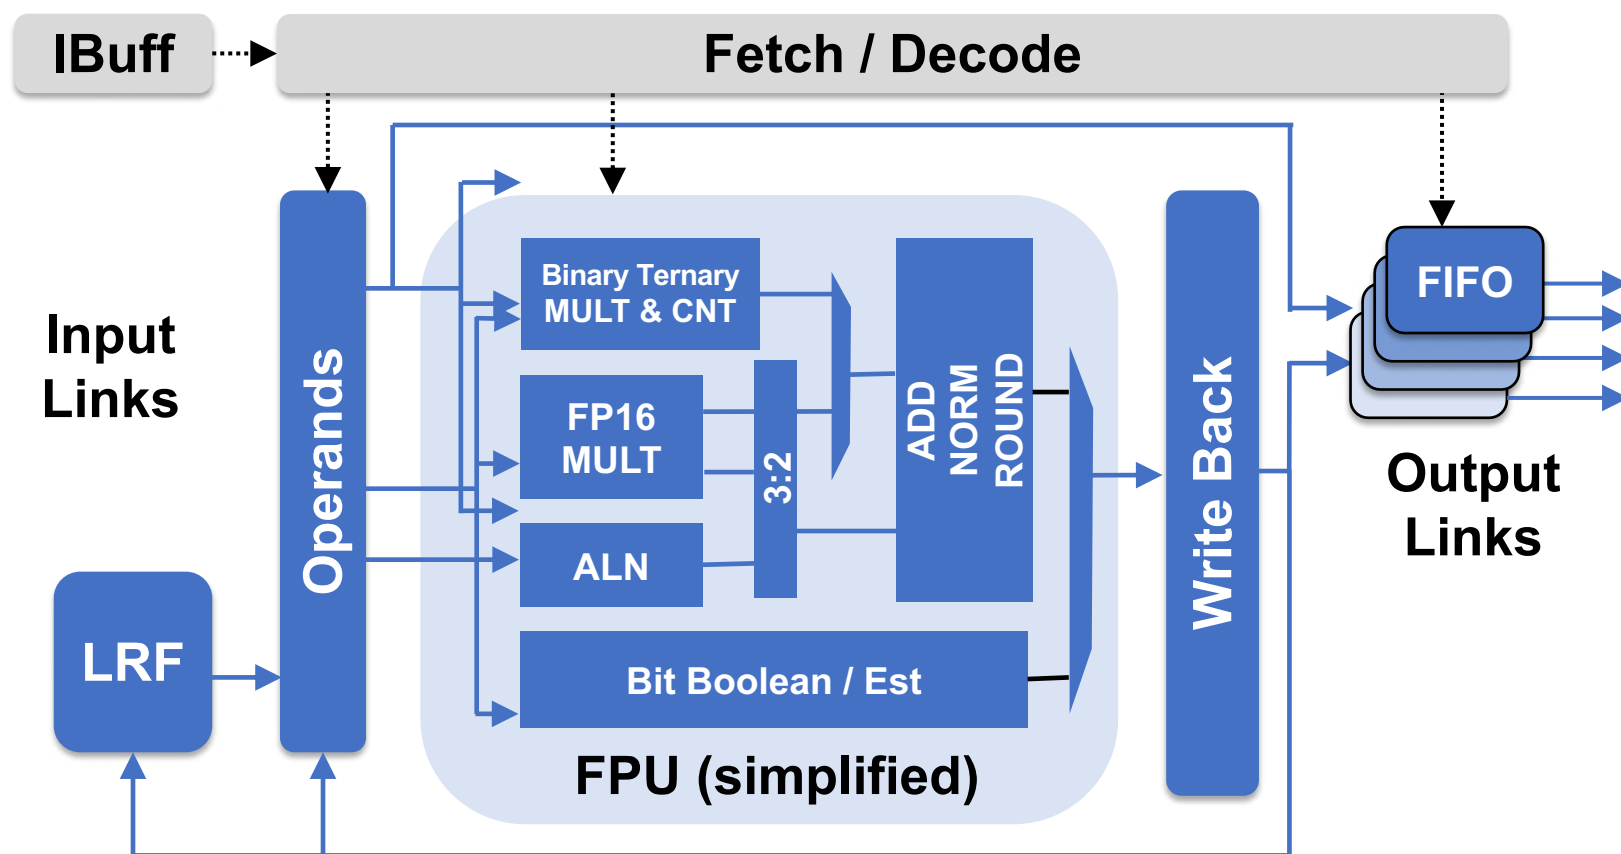 IBuff
Fetch / Decode
Input
Links
Operands
LRF
Binary Ternary
MULT & CNT
FP16
MULT
ALN
3:2
ADD
NORM
ROUND
Bit Boolean / Est
FPU (simplified)
Write Back
FIFO
Output
Links